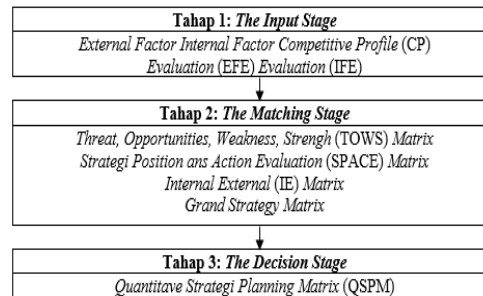 Tahap 1: The Input Stage
External Factor Internal Factor Competitive Profile (CP)
Evaluation (EFE) Evaluation (IFE)
Tahap 2: The Matching Stage
Threat, Opportunities, Weakness, Strengh (TOWS) Matrix
Strategi Position ans Action Evaluation (SPACE) Matrix
Internal External (IE) Matrix
Grand Strategy Matrix
Tahap 3: The Decision Stage
Quantitave Strategi Planning Matrix (QSPM)